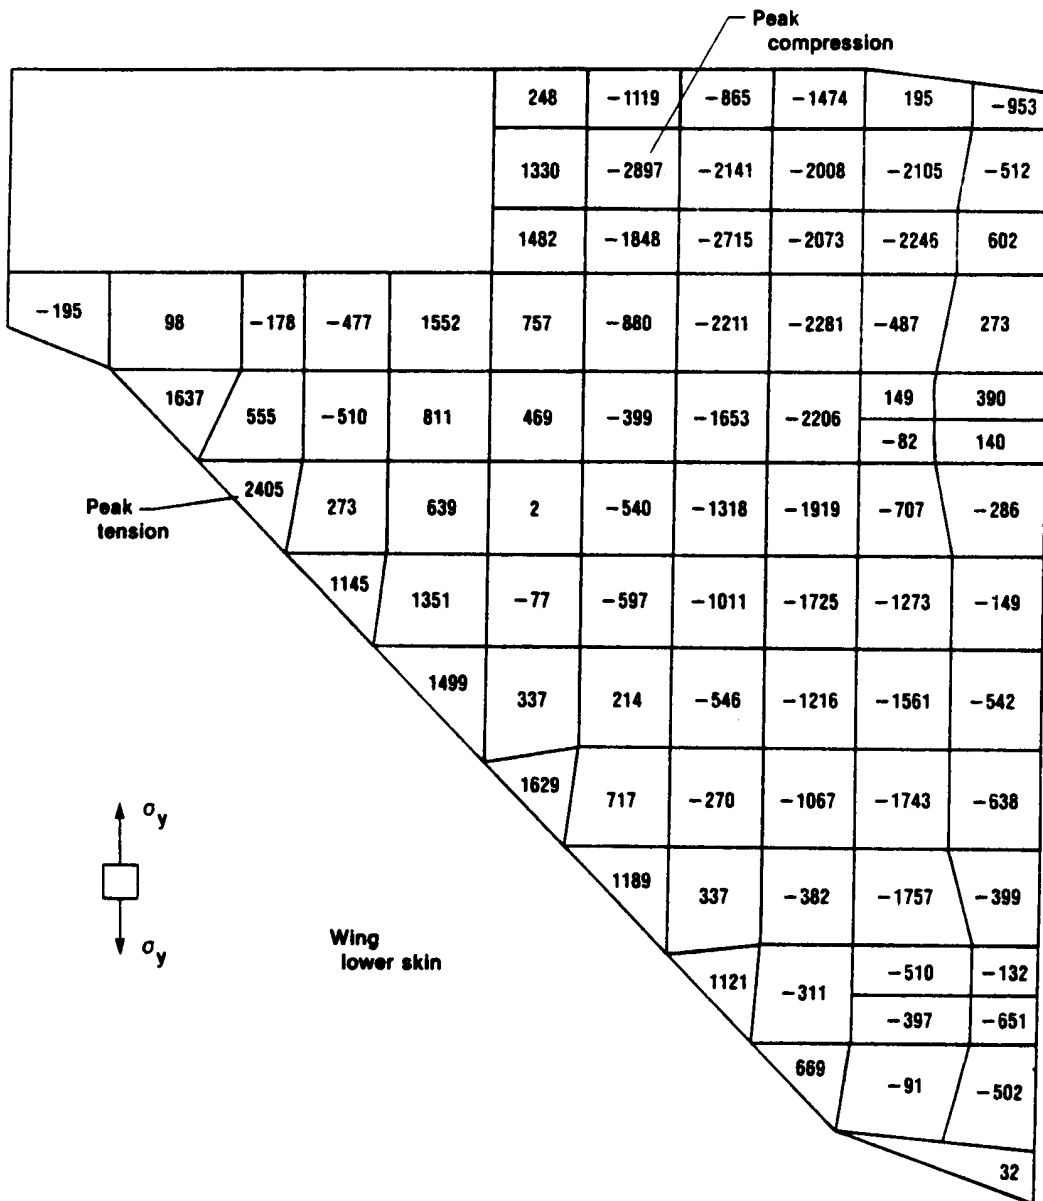 Peak
compression
248 −1119 −865 −1474 195 −953
1330 −2897 −2141 −2008 −2105 −512
1482 −1848 −2715 −2073 −2246 602
−195 98 −178 −477 1552 757 −880 −2211 −2281 −487 273
1637 555 −510 811 469 −399 −1653 −2206 149 390
−82 140
Peak
tension
2405 273 639 2 −540 −1318 −1919 −707 −286
1145 1351 −77 −597 −1011 −1725 −1273 −149
1499 337 214 −546 −1216 −1561 −542
1629 717 −270 −1067 −1743 −638
σy
σy
1189 337 −382 −1757 −399
Wing
lower skin
1121 −311 −510 −132
−397 −651
669 −91 −502
32